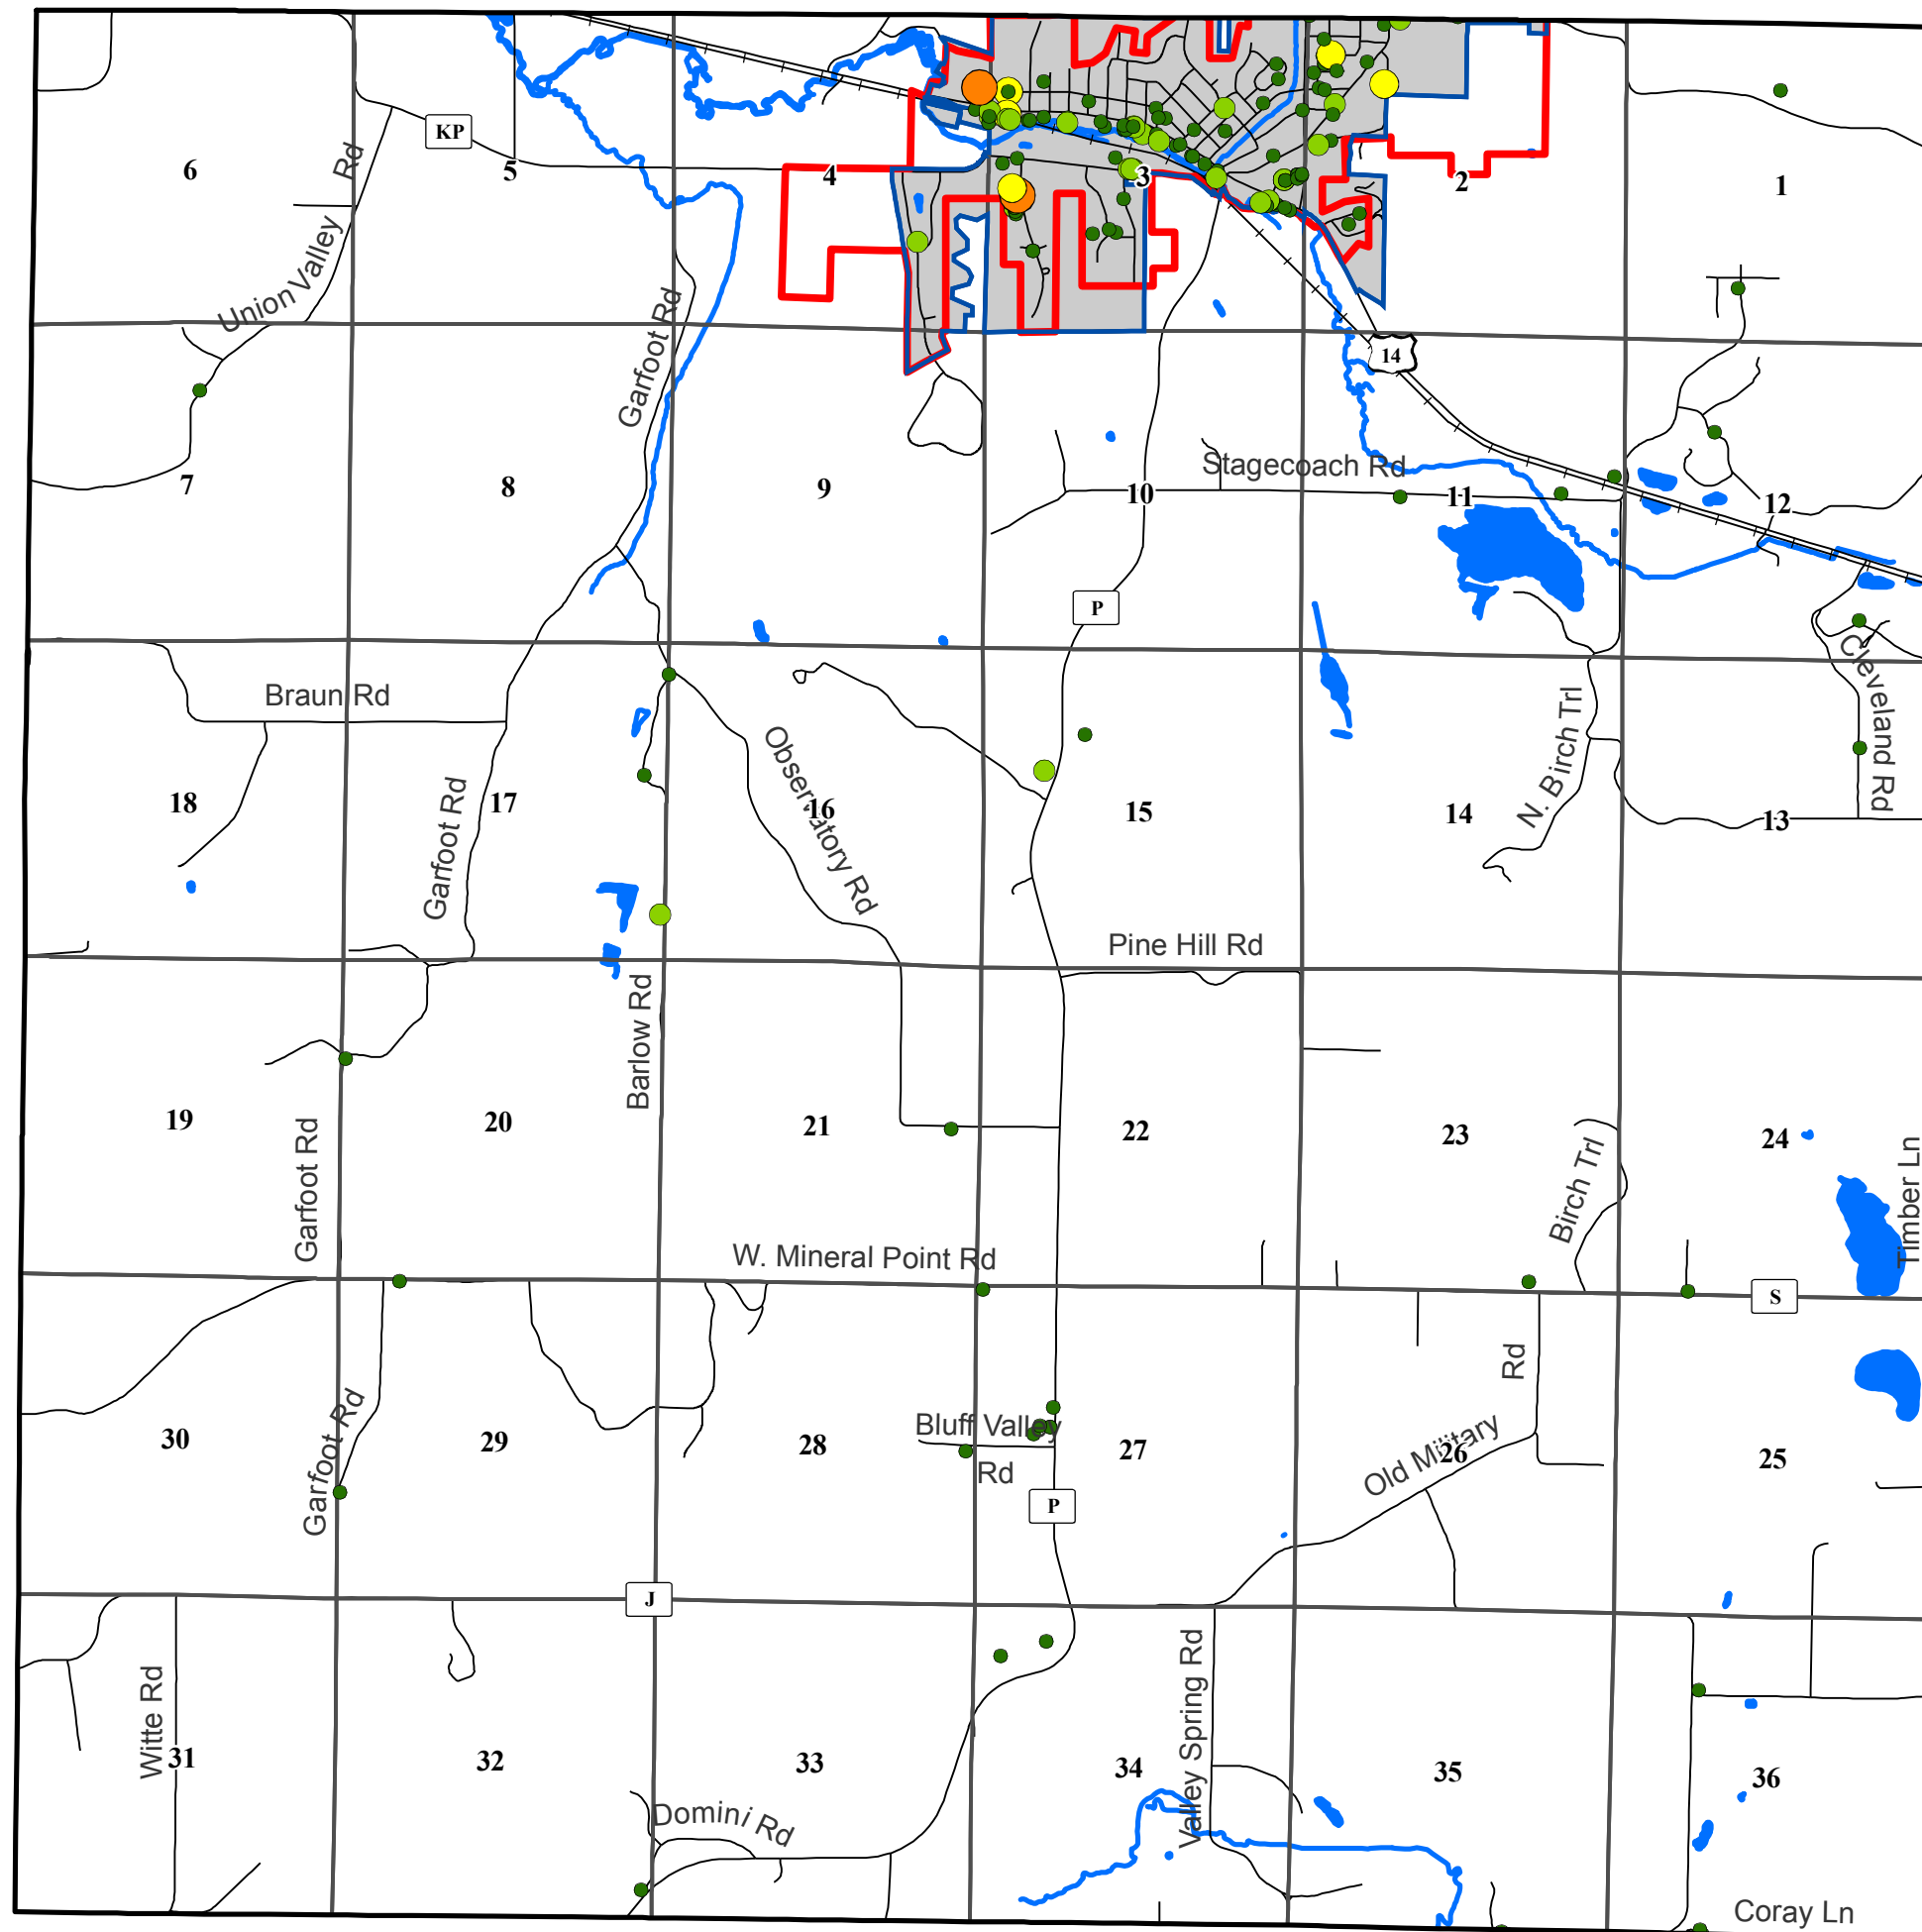 KP
6
Rd
5
4
3
2
1
Union Valley
Garfoot Rd
14
Stagecoach Rd
7
8
9
10
11
12
P
Cleveland Rd
Braun Rd
N. Birch Trl
Observatory Rd
Garfoot Rd
18
17
16
15
14
13
Pine Hill Rd
Barlow Rd
19
20
21
22
23
24
Garfoot Rd
Birch Trl
Timber Ln
W. Mineral Point Rd
S
Rd
Garfoot Rd
Bluff Valley
Rd
Old Military
30
29
28
27
26
25
P
J
Witte Rd
Valley Spring Rd
31
32
33
34
35
36
Domini Rd
Coray Ln